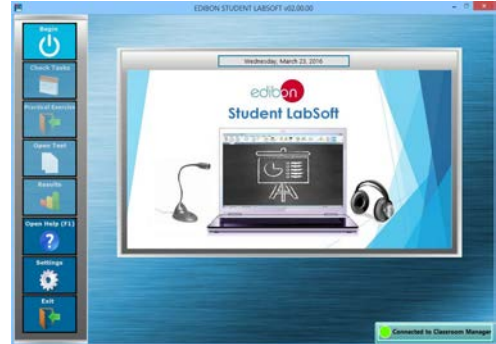 EDIBON STUDENT LABSOFT v02.00.00
Begin
Check Tasks
Practical Exercise
Open Text
Results
Open Help (F1)
Settings
Exit
Wednesday, March 23, 2016
edibon
Student LabSoft
Connected to Classroom Manager